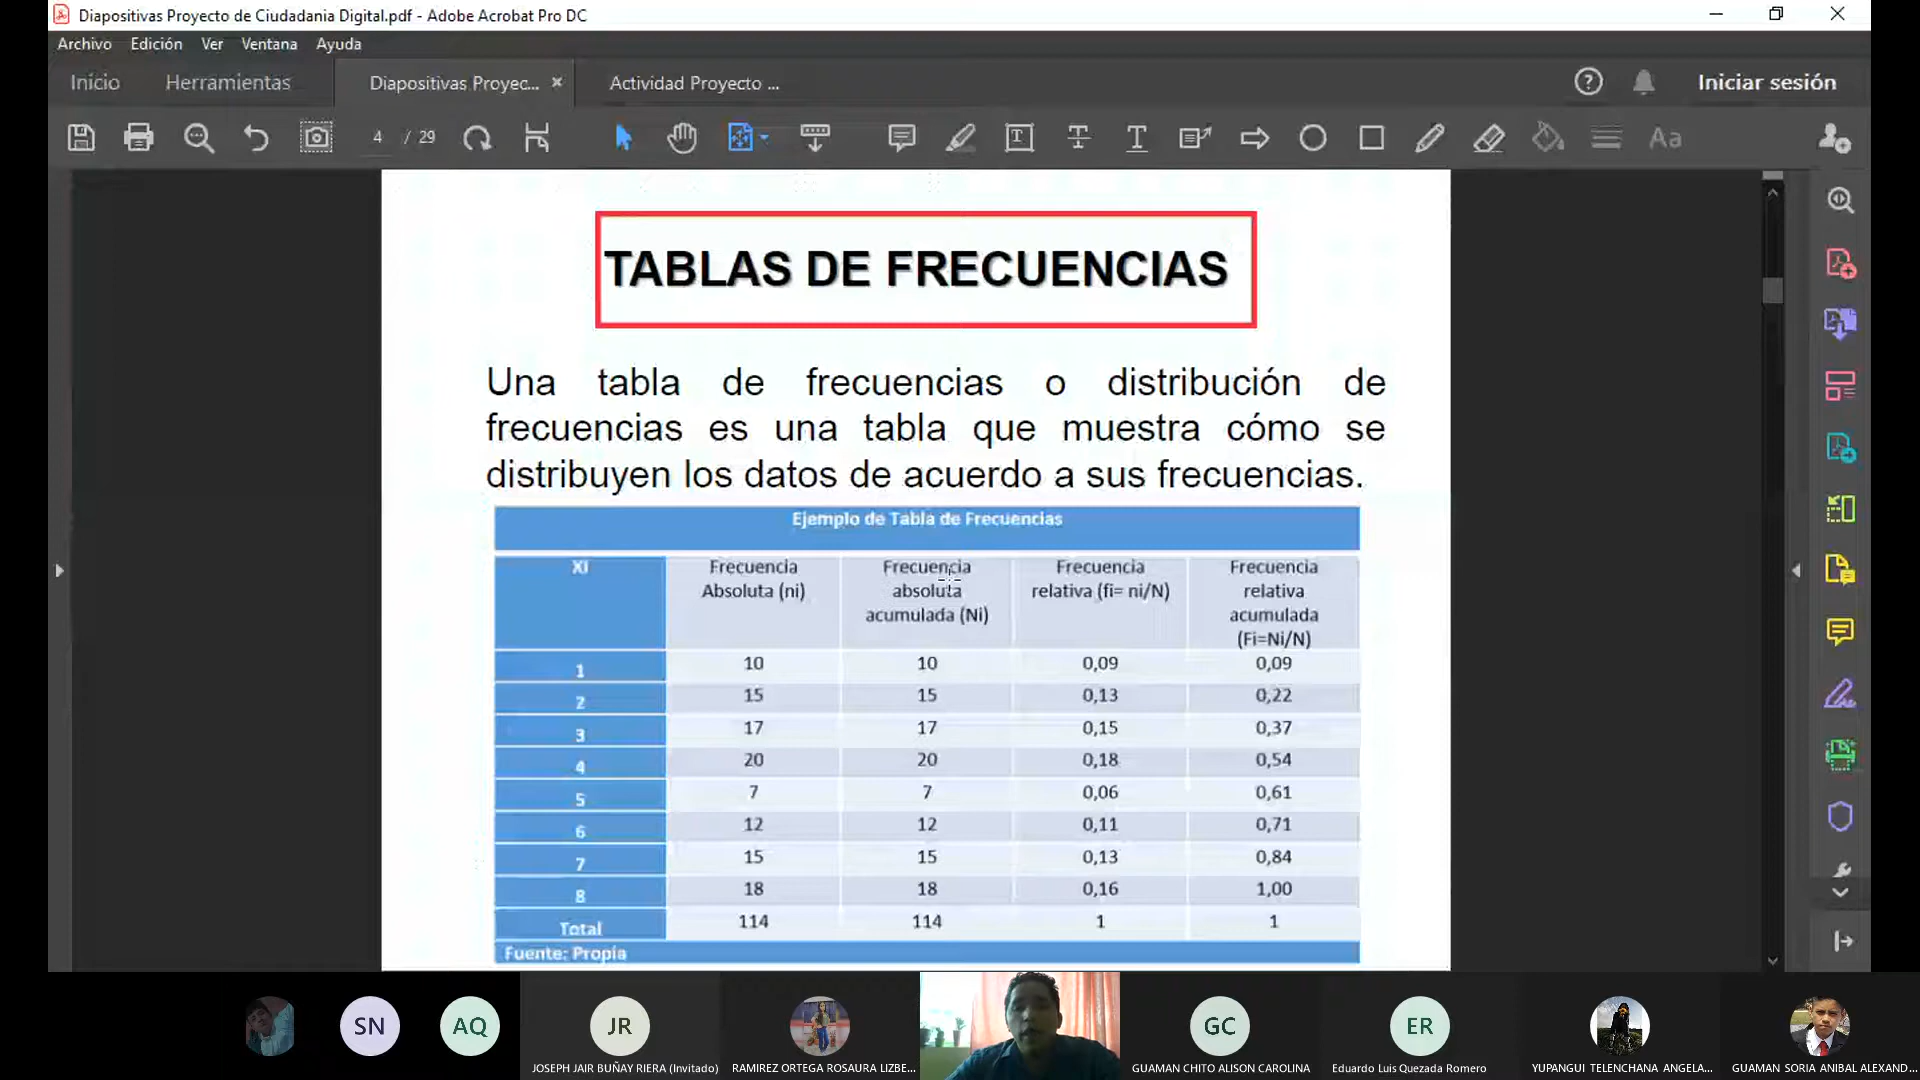 Diapositivas Proyecto de Ciudadania Digital.pdf - Adobe Acrobat Pro DC
Archivo Edición Ver Ventana Ayuda
Inicio Herramientas Diapositivas Proyec... × Actividad Proyecto ... Iniciar sesión
4 / 29
TABLAS DE FRECUENCIAS
Una tabla de frecuencias o distribución de
frecuencias es una tabla que muestra cómo se
distribuyen los datos de acuerdo a sus frecuencias.
Ejemplo de Tabla de Frecuencias
XI Frecuencia Absoluta (ni) Frecuencia absoluta acumulada (Ni) Frecuencia relativa (fi= ni/N) Frecuencia relativa acumulada (Fi=Ni/N)
1 10 10 0,09 0,09
2 15 15 0,13 0,22
3 17 17 0,15 0,37
4 20 20 0,18 0,54
5 7 7 0,06 0,61
6 12 12 0,11 0,71
7 15 15 0,13 0,84
8 18 18 0,16 1,00
Total 114 114 1 1
Fuente: Propia
SN AQ JR GC ER
JOSEPH JAIR BUÑAY RIERA (Invitado) RAMIREZ ORTEGA ROSAURA LIZBE... GUAMAN CHITO ALISON CAROLINA Eduardo Luis Quezada Romero YUPANGUI TELENCHANA ANGELA... GUAMAN SORIA ANIBAL ALEXAND...